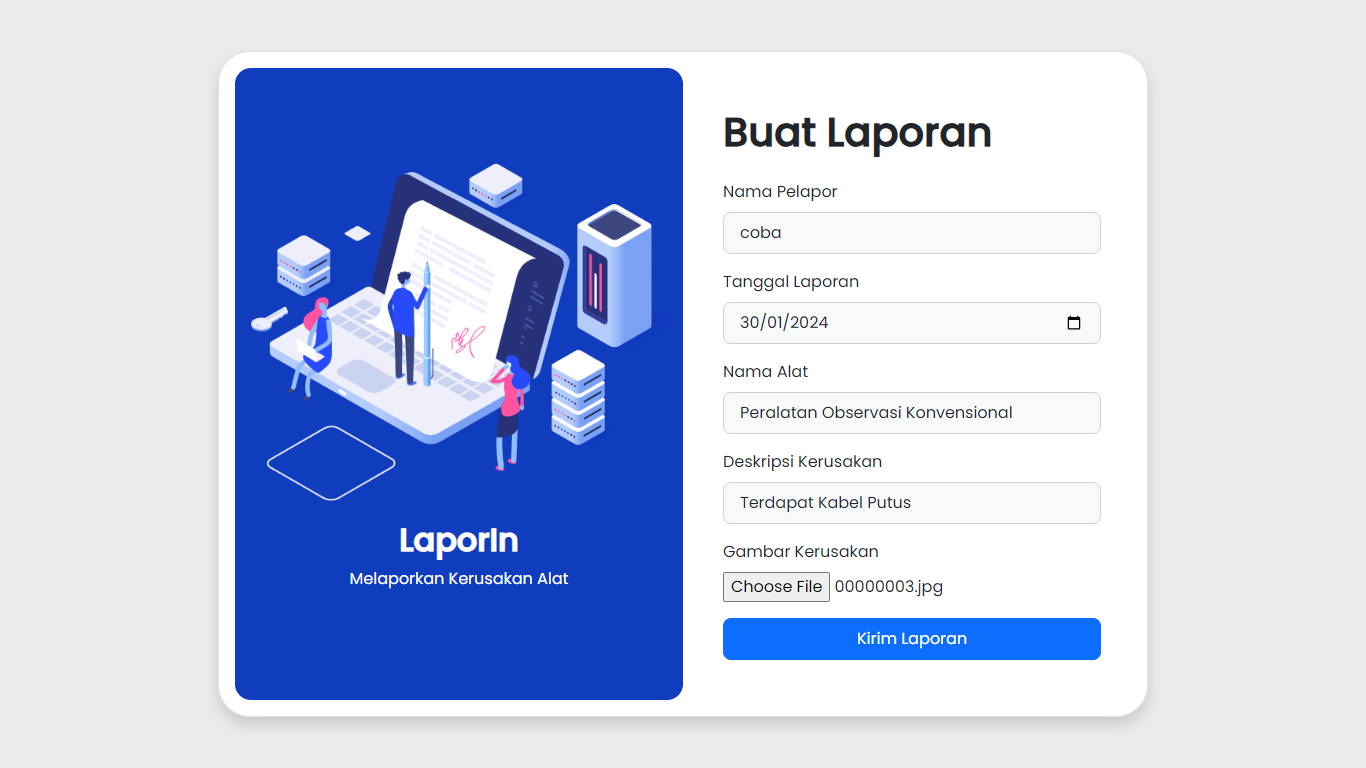 LaporIn
Melaporkan Kerusakan Alat
Buat Laporan
Nama Pelapor
coba
Tanggal Laporan
30/01/2024
Nama Alat
Peralatan Observasi Konvensional
Deskripsi Kerusakan
Terdapat Kabel Putus
Gambar Kerusakan
Choose File 00000003.jpg
Kirim Laporan